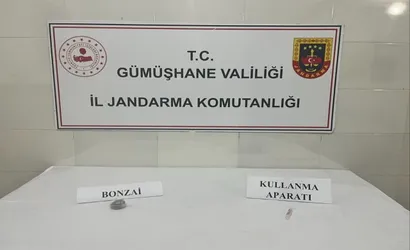 T.C.
GÜMÜŞHANE VALİLİĞİ
İL JANDARMA KOMUTANLIĞI
BONZAİ
KULLANMA
APARATI